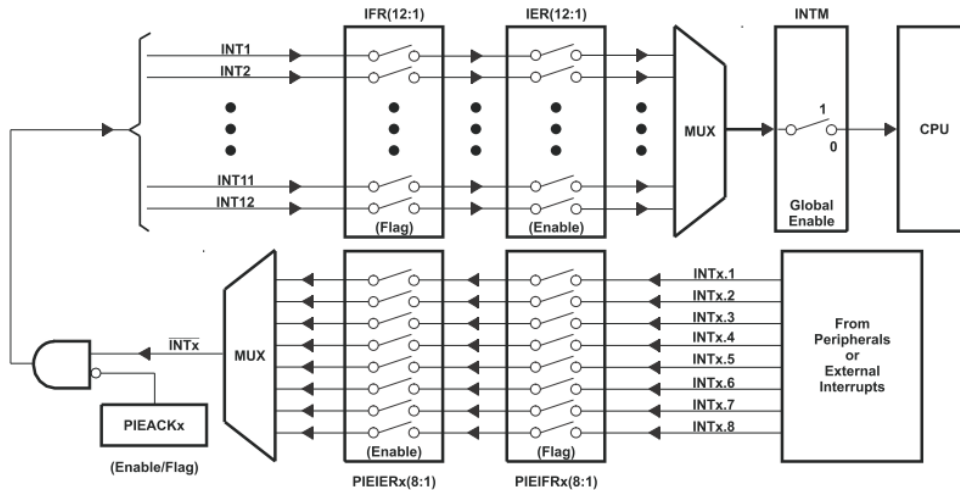 IFR(12:1)
IER(12:1)
INTM
INT1
INT2
MUX
1
0
CPU
INT11
INT12
(Flag)
(Enable)
Global
Enable
INTx.1
INTx.2
INTx.3
INTx.4
INTx.5
INTx.6
INTx.7
INTx.8
From
Peripherals
or
External
Interrupts
INTx
MUX
PIEACKx
(Enable/Flag)
(Enable)
(Flag)
PIEIERx(8:1)
PIEIFRx(8:1)